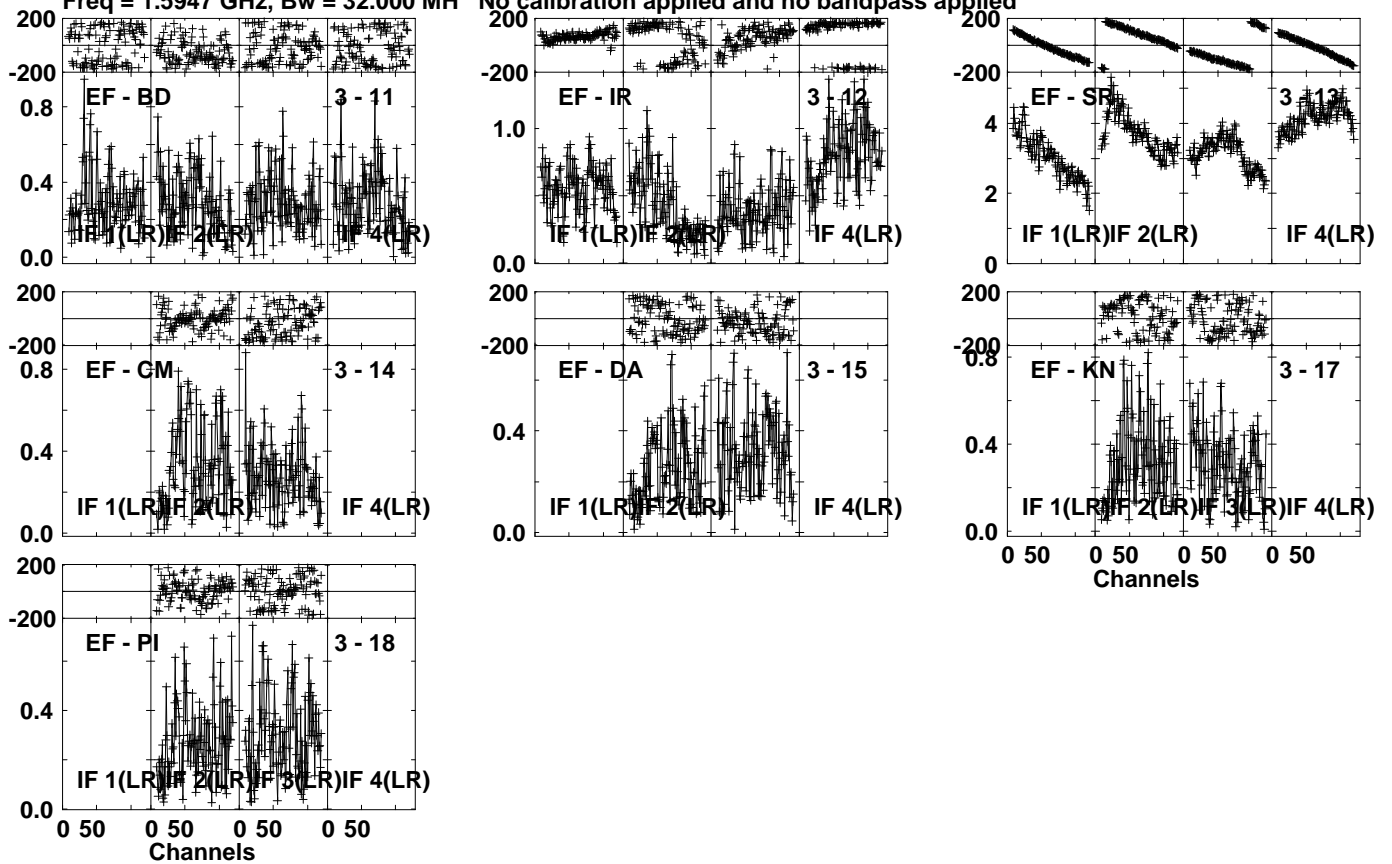 Freq = 1.5947 GHz, Bw = 32.000 MH No calibration applied and no bandpass applied
200
-200
0.8
0.4
0.0
EF - BD
3 - 11
IF 1(LR)
IF 2(LR)
IF 4(LR)
1.0
0.0
EF - IR
3 - 12
IF 1(LR)
IF 2(LR)
IF 4(LR)
200
-200
4
2
0
EF - SR
3 - 13
IF 1(LR)
IF 2(LR)
IF 4(LR)
200
-200
0.8
0.4
0.0
EF - CM
3 - 14
IF 1(LR)
IF 2(LR)
IF 4(LR)
200
-200
0.4
0.0
EF - DA
3 - 15
IF 1(LR)
IF 2(LR)
IF 4(LR)
200
-200
0.8
0.4
0.0
EF - KN
3 - 17
IF 1(LR)
IF 2(LR)
IF 3(LR)
IF 4(LR)
0 50 0 50 0 50 0 50
Channels
200
-200
0.4
0.0
EF - PI
3 - 18
IF 1(LR)
IF 2(LR)
IF 3(LR)
IF 4(LR)
0 50 0 50 0 50 0 50
Channels